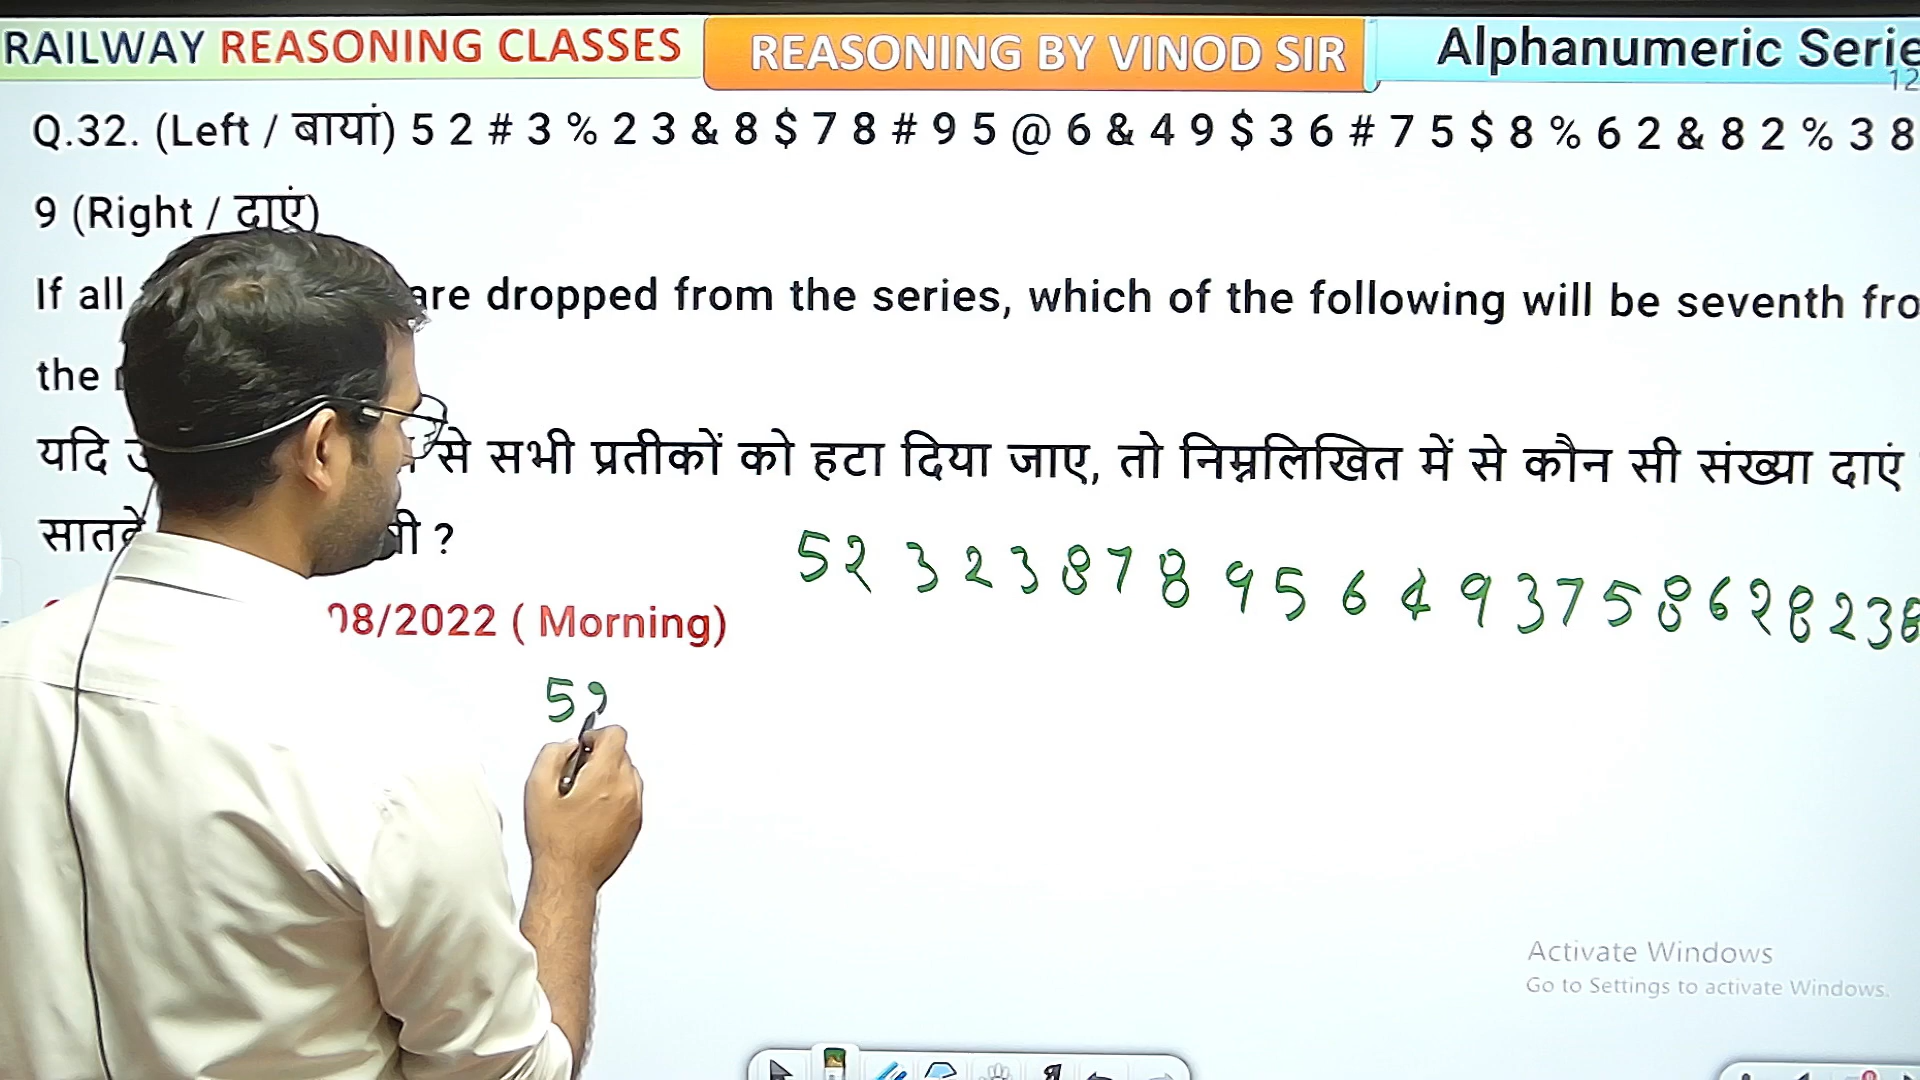 RAILWAY REASONING CLASSES
REASONING BY VINOD SIR
Alphanumeric Serie
12
Q.32. (Left / बायां) 5 2 # 3 % 2 3 & 8 $ 7 8 # 9 5 @ 6 & 4 9 $ 3 6 # 7 5 $ 8 % 6 2 & 8 2 % 3 8
9 (Right / दाएं)
If all are dropped from the series, which of the following will be seventh fro
the
यदि से सभी प्रतीकों को हटा दिया जाए, तो निम्नलिखित में से कौन सी संख्या दाएं
?
52 3 2 3 8 7 8 9 5 6 4 9 3 7 5 8 6 2 8 2 3 8
08/2022 ( Morning)
52
Activate Windows
Go to Settings to activate Windows.